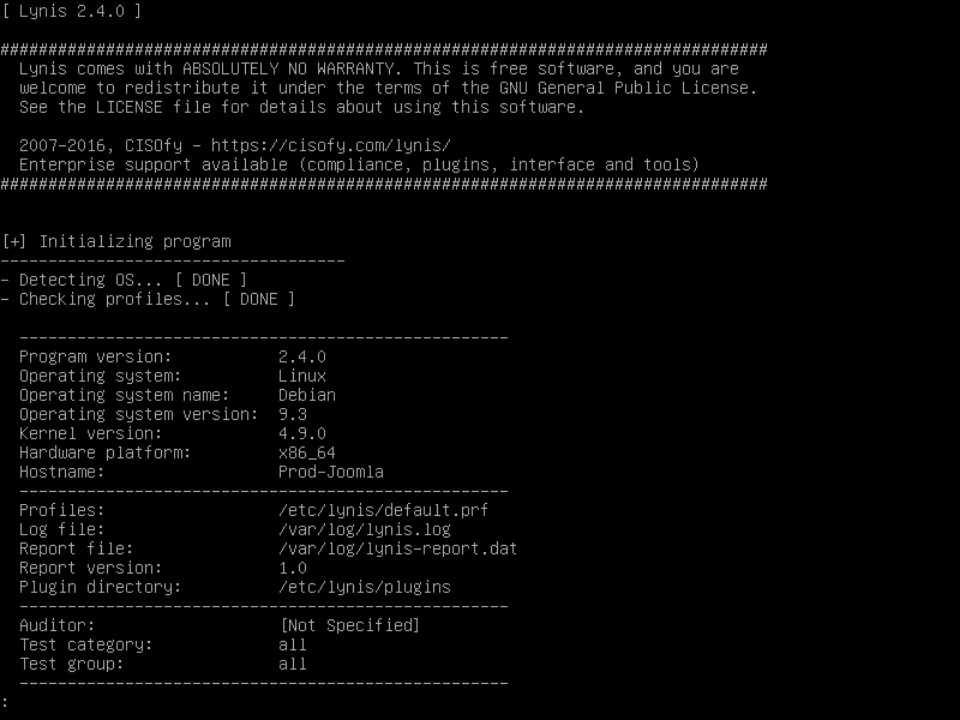 [ Lynis 2.4.0 ]
################################################################################
Lynis comes with ABSOLUTELY NO WARRANTY. This is free software, and you are
welcome to redistribute it under the terms of the GNU General Public License.
See the LICENSE file for details about using this software.
2007-2016, CISOfy - https://cisofy.com/lynis/
Enterprise support available (compliance, plugins, interface and tools)
################################################################################
[+] Initializing program
------------------------------------
- Detecting OS... [ DONE ]
- Checking profiles... [ DONE ]
---------------------------------------------------
Program version: 2.4.0
Operating system: Linux
Operating system name: Debian
Operating system version: 9.3
Kernel version: 4.9.0
Hardware platform: x86_64
Hostname: Prod-Joomla
---------------------------------------------------
Profiles: /etc/lynis/default.prf
Log file: /var/log/lynis.log
Report file: /var/log/lynis-report.dat
Report version: 1.0
Plugin directory: /etc/lynis/plugins
---------------------------------------------------
Auditor: [Not Specified]
Test category: all
Test group: all
---------------------------------------------------
: